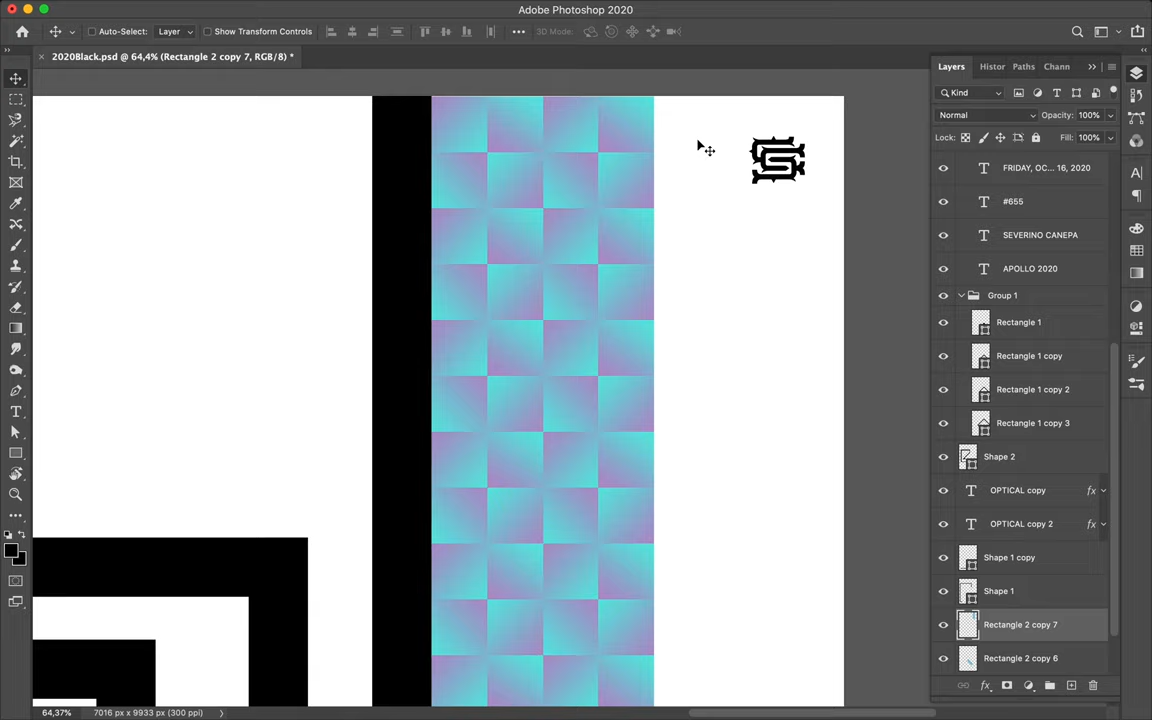 Adobe Photoshop 2020
Auto-Select: Layer Show Transform Controls 3D Mode:
2020Black.psd @ 64,4% (Rectangle 2 copy 7, RGB/8) *
Layers Histor Paths Chann
Kind
Normal Opacity: 100%
Lock: Fill: 100%
FRIDAY, OC... 16, 2020
#655
SEVERINO CANEPA
APOLLO 2020
Group 1
Rectangle 1
Rectangle 1 copy
Rectangle 1 copy 2
Rectangle 1 copy 3
Shape 2
OPTICAL copy fx
OPTICAL copy 2 fx
Shape 1 copy
Shape 1
Rectangle 2 copy 7
Rectangle 2 copy 6
fx
64,37% 7016 px x 9933 px (300 ppi)